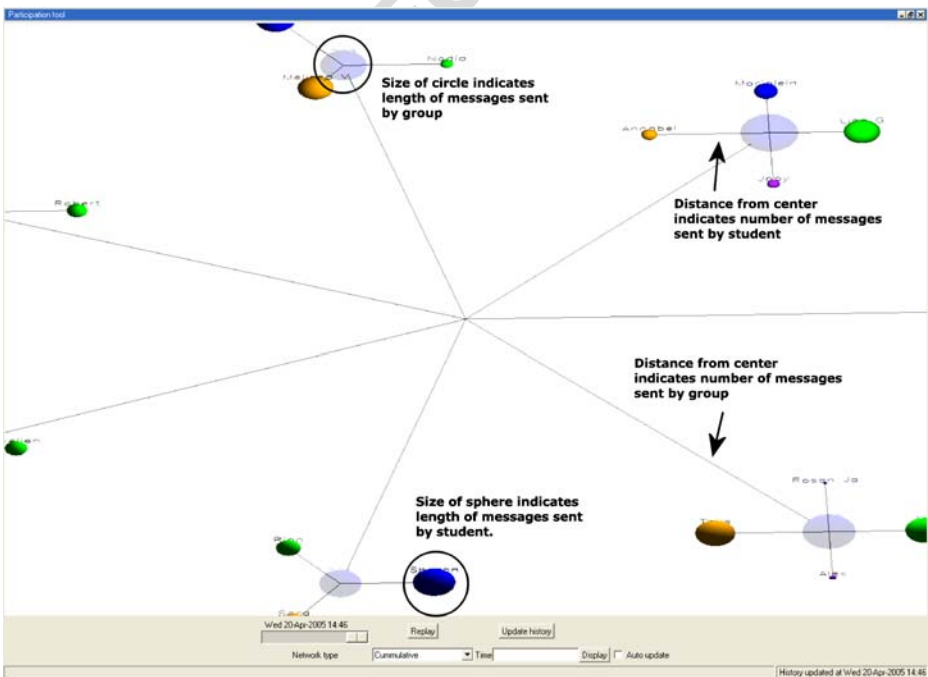 Participation tool
Nadia
Size of circle indicates
length of messages sent
by group
Annabel
Distance from center
indicates number of messages
sent by student
Robert
Distance from center
indicates number of messages
sent by group
Rosan Ja
Size of sphere indicates
length of messages sent
by student.
Alex
Wed 20-Apr-2005 14:46
Replay
Update history
Network type
Cummulative
Time
Display
Auto update
History updated at Wed 20-Apr-2005 14:46